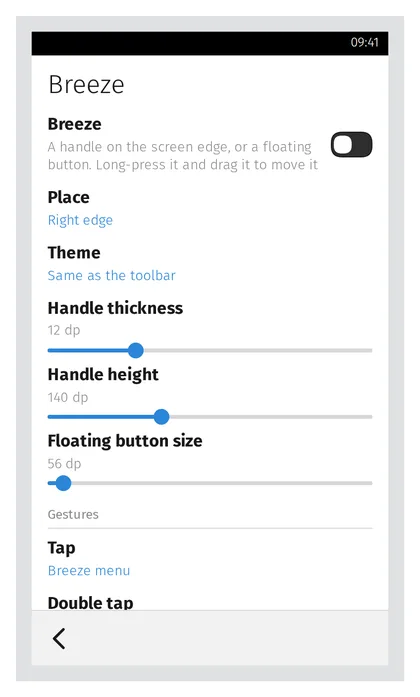 09:41
Breeze
Breeze
A handle on the screen edge, or a floating
button. Long-press it and drag it to move it
Place
Right edge
Theme
Same as the toolbar
Handle thickness
12 dp
Handle height
140 dp
Floating button size
56 dp
Gestures
Tap
Breeze menu
Double tap